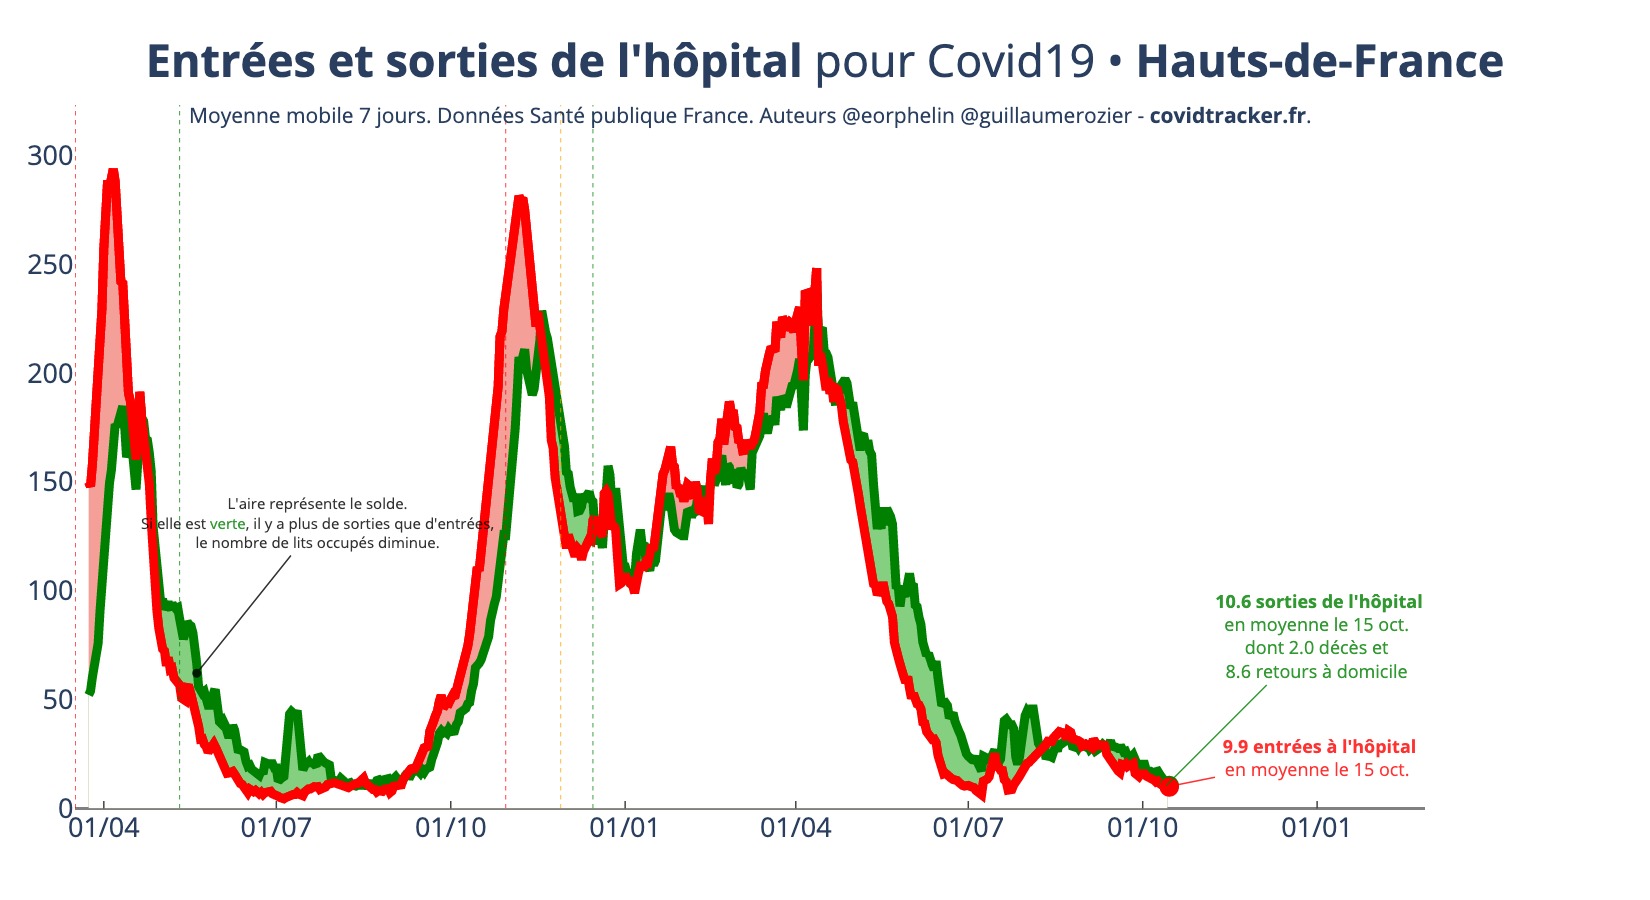 Entrées et sorties de l'hôpital pour Covid19 • Hauts-de-France
Moyenne mobile 7 jours. Données Santé publique France. Auteurs @eorphelin @guillaumerozier - covidtracker.fr.
300
250
200
150
100
50
0
L'aire représente le solde.
Si elle est verte, il y a plus de sorties que d'entrées,
le nombre de lits occupés diminue.
10.6 sorties de l'hôpital
en moyenne le 15 oct.
dont 2.0 décès et
8.6 retours à domicile
9.9 entrées à l'hôpital
en moyenne le 15 oct.
01/04 01/07 01/10 01/01 01/04 01/07 01/10 01/01